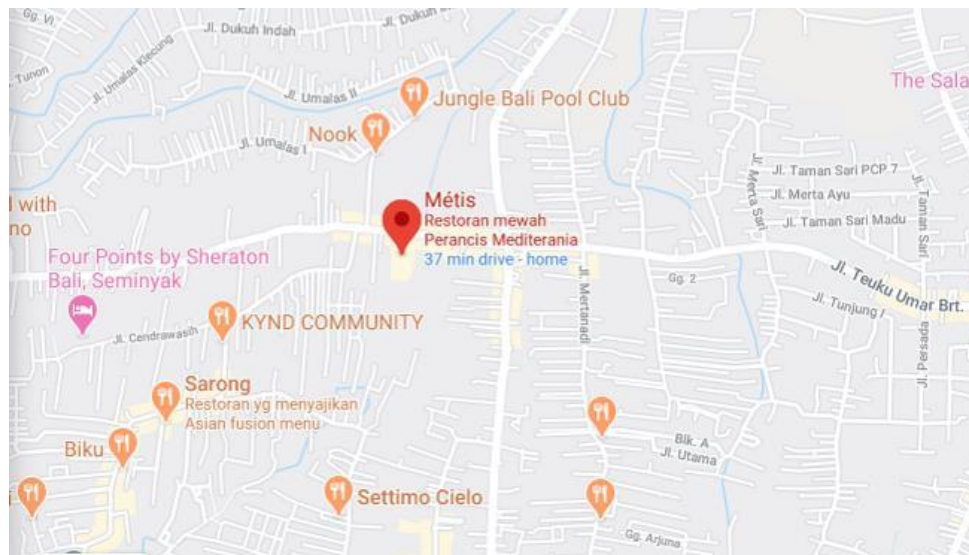 Gg. VI
Jl. Dukuh Indah
Tunon
Jl. Umalas Klecung
Jl. Umalas II
Jungle Bali Pool Club
The Sala
Nook
Jl. Umalas I
Jl. Merta Sari
Jl. Taman Sari PCP 7
Jl. Merta Ayu
Jl. Taman Sari Madu
Jl. Taman Sari
with
no
Métis
Restoran mewah
Perancis Mediterania
37 min drive - home
Four Points by Sheraton
Bali, Seminyak
Gg. 2
Jl. Mertanadi
Jl. Teuku Umar Brt.
Jl. Tunjung I
Jl. Persada
Jl. Cendrawasih
KYND COMMUNITY
Sarong
Restoran yg menyajikan
Asian fusion menu
Biku
Blk. A
Jl. Utama
Settimo Cielo
Gg. Arjuna